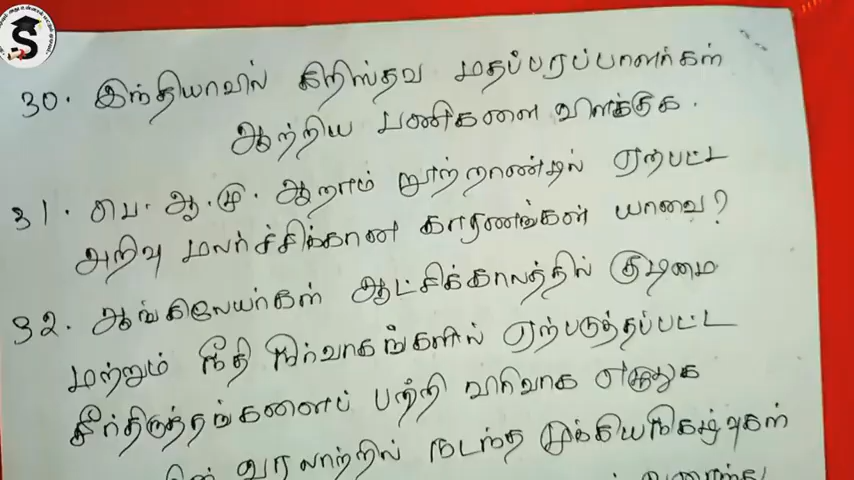 S
30. இந்தியாவில் கிறிஸ்தவ மதப்பரப்பாளர்கள்
ஆற்றிய பணிகளை விளக்குக.
31. பொ. ஆ. மு. ஆறாம் நூற்றாண்டில் ஏற்பட்ட
அறிவு மலர்ச்சிக்கான காரணங்கள் யாவை?
32. ஆங்கிலேயர்கள் ஆட்சிக்காலத்தில் குடிமை
மற்றும் நீதி நிர்வாகங்களில் ஏற்படுத்தப்பட்ட
சீர்திருத்தங்களைப் பற்றி விரிவாக எழுதுக
வரலாற்றில் நடந்த முக்கிய நிகழ்வுகள்